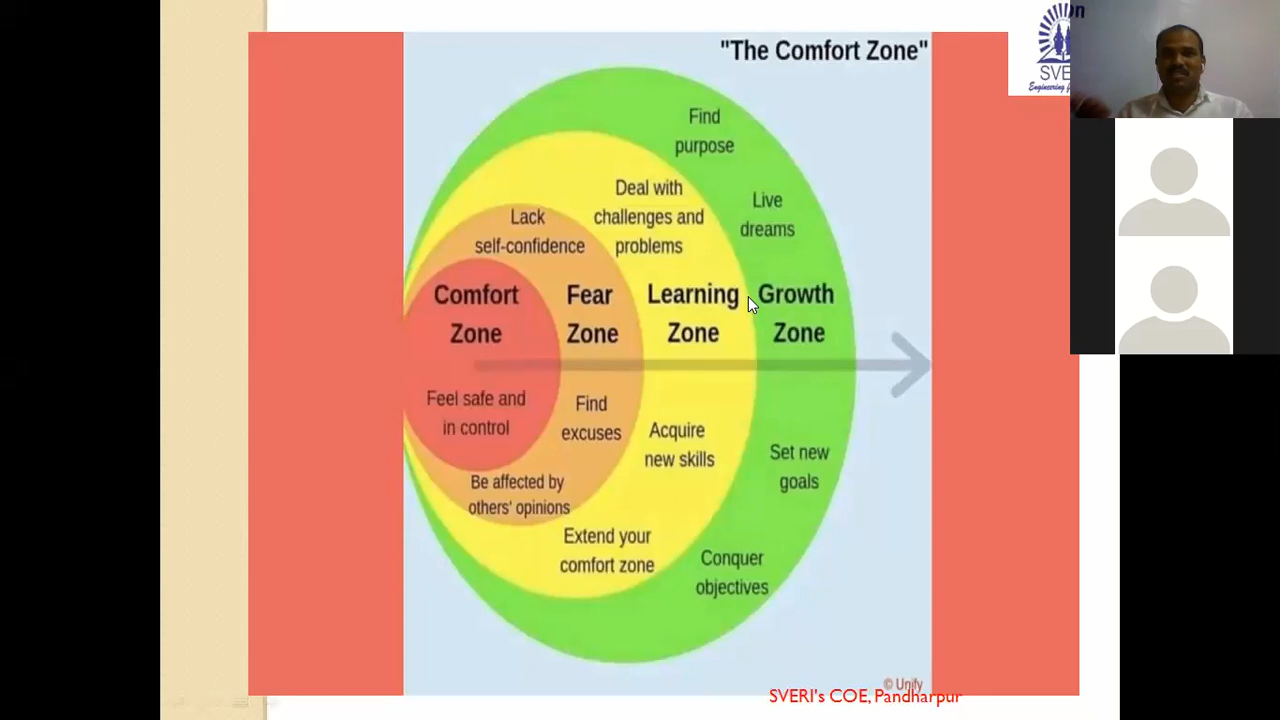 "The Comfort Zone"
Find
purpose
Live
dreams
Deal with
challenges and
problems
Lack
self-confidence
Comfort
Zone
Fear
Zone
Learning
Zone
Growth
Zone
Feel safe and
in control
Find
excuses
Acquire
new skills
Set new
goals
Be affected by
others' opinions
Extend your
comfort zone
Conquer
objectives
© Unify
SVERI's COE, Pandharpur
SVE
Engineering